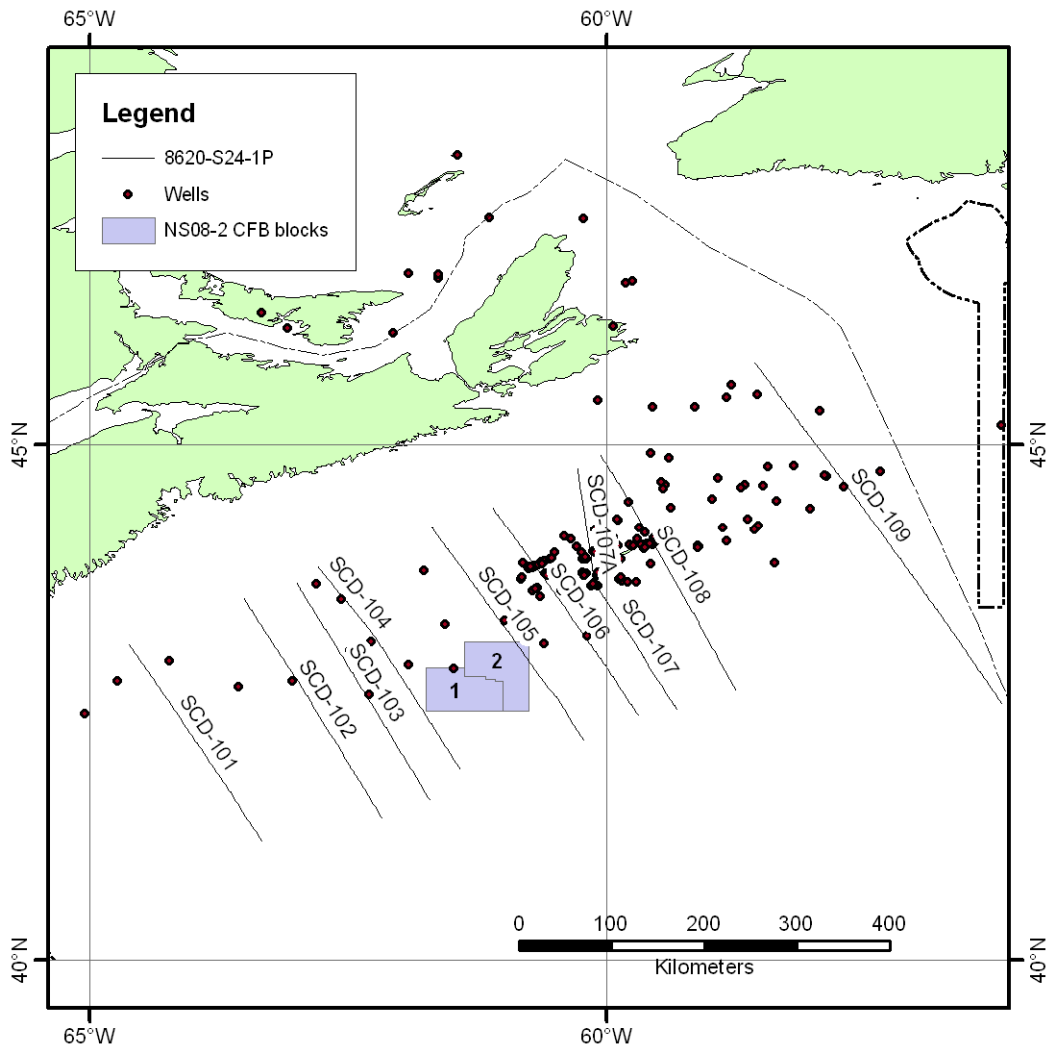 65°W
60°W
Legend
8620-S24-1P
Wells
NS08-2 CFB blocks
45°N
45°N
SCD-109
SCD-107A
SCD-108
SCD-104
SCD-105
SCD-106
SCD-107
2
1
SCD-103
SCD-102
SCD-101
0 100 200 300 400
Kilometers
40°N
40°N
65°W
60°W